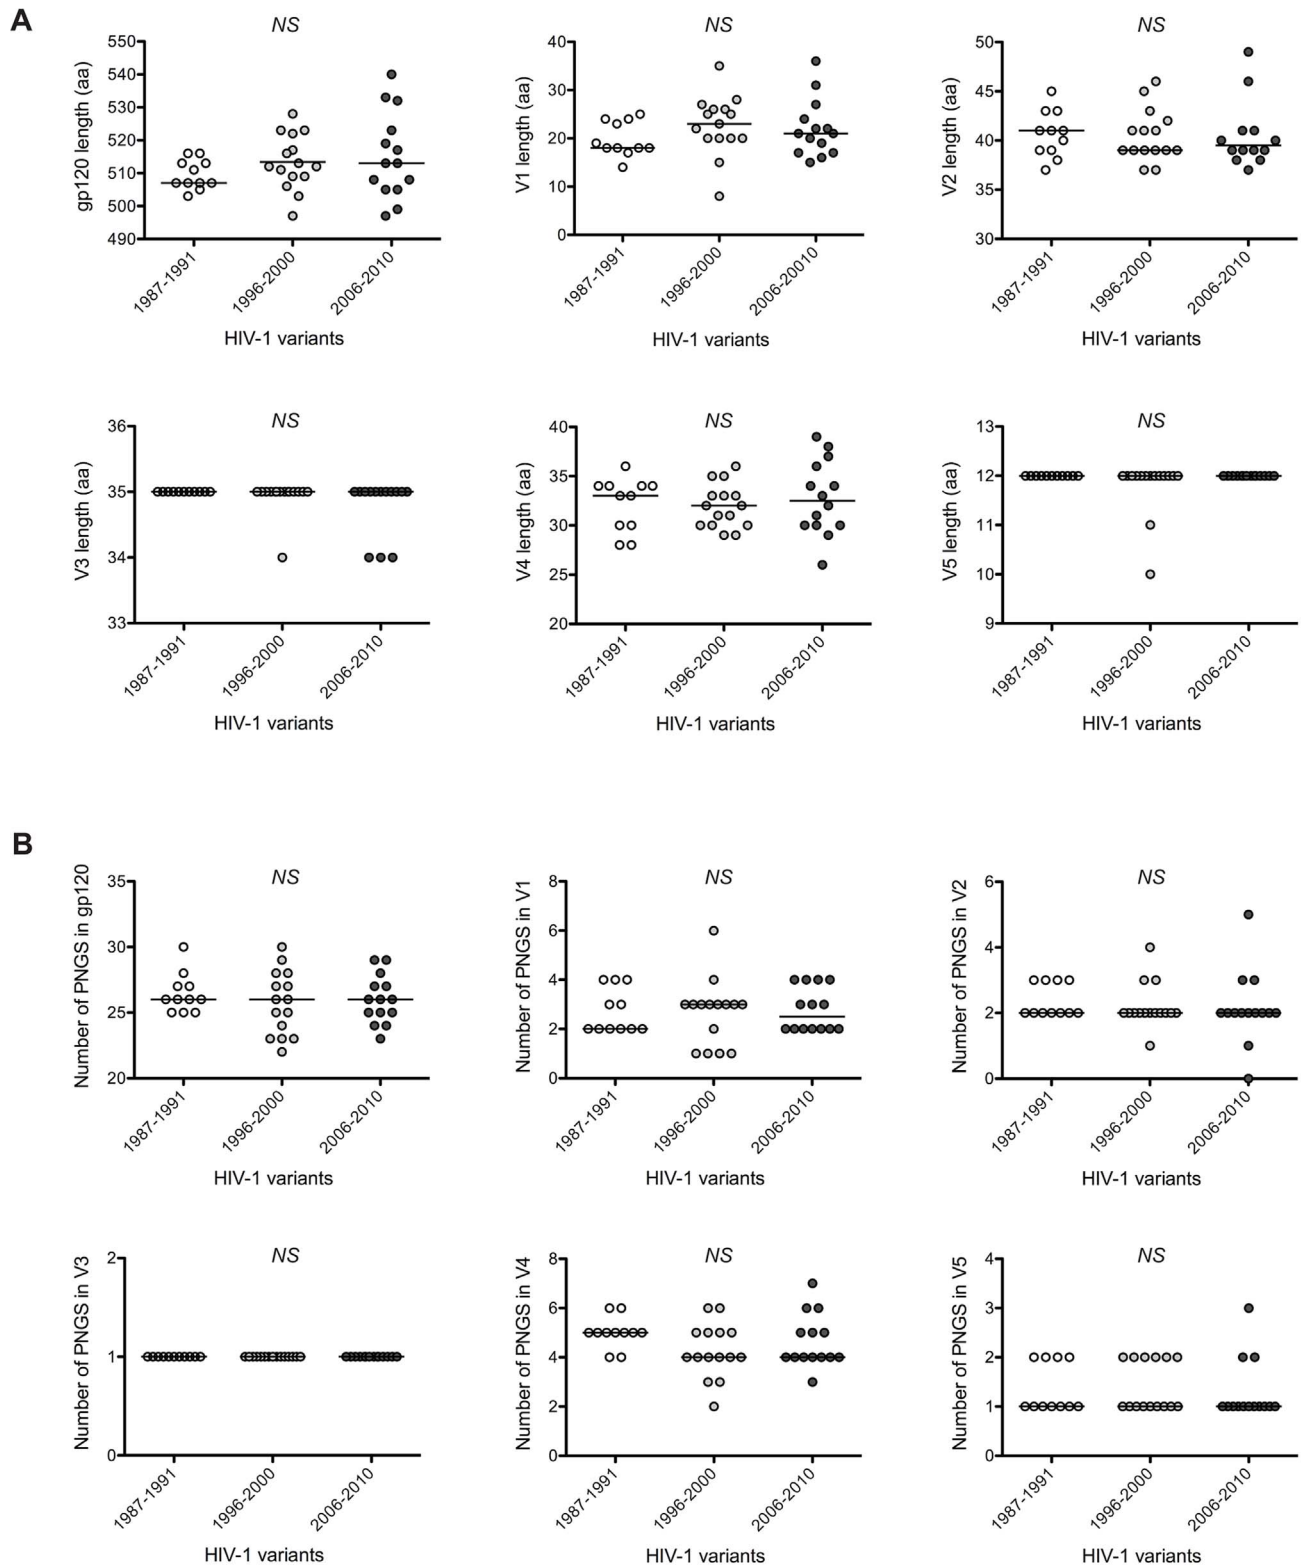 A
NS
gp120 length (aa)
550
540
530
520
510
500
490
1987-1991
1996-2000
2006-2010
HIV-1 variants
NS
V1 length (aa)
40
30
20
10
0
1987-1991
1996-2000
2006-20010
HIV-1 variants
NS
V2 length (aa)
50
45
40
35
30
1987-1991
1996-2000
2006-2010
HIV-1 variants
NS
V3 length (aa)
36
35
34
33
1987-1991
1996-2000
2006-2010
HIV-1 variants
NS
V4 length (aa)
40
35
30
25
20
1987-1991
1996-2000
2006-2010
HIV-1 variants
NS
V5 length (aa)
13
12
11
10
9
1987-1991
1996-2000
2006-2010
HIV-1 variants
B
NS
Number of PNGS in gp120
35
30
25
20
1987-1991
1996-2000
2006-2010
HIV-1 variants
NS
Number of PNGS in V1
8
6
4
2
0
1987-1991
1996-2000
2006-2010
HIV-1 variants
NS
Number of PNGS in V2
6
4
2
0
1987-1991
1996-2000
2006-2010
HIV-1 variants
NS
Number of PNGS in V3
2
1
0
1987-1991
1996-2000
2006-2010
HIV-1 variants
NS
Number of PNGS in V4
8
6
4
2
0
1987-1991
1996-2000
2006-2010
HIV-1 variants
NS
Number of PNGS in V5
4
3
2
1
0
1987-1991
1996-2000
2006-2010
HIV-1 variants